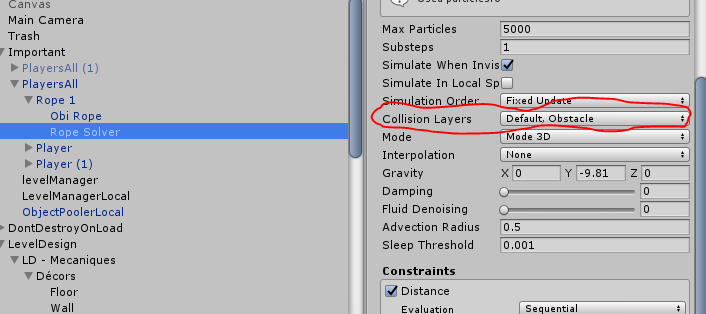 Canvas
Main Camera
Trash
Important
PlayersAll (1)
PlayersAll
Rope 1
Obi Rope
Rope Solver
Player
Player (1)
levelManager
LevelManagerLocal
ObjectPoolerLocal
DontDestroyOnLoad
LevelDesign
LD - Mecaniques
Décors
Floor
Wall
Used particles:0
Max Particles 5000
Substeps 1
Simulate When Invis
Simulate In Local Sp
Simulation Order Fixed Update
Collision Layers Default, Obstacle
Mode Mode 3D
Interpolation None
Gravity X 0 Y -9.81 Z 0
Damping 0
Fluid Denoising 0
Advection Radius 0.5
Sleep Threshold 0.001
Constraints
Distance
Evaluation Sequential